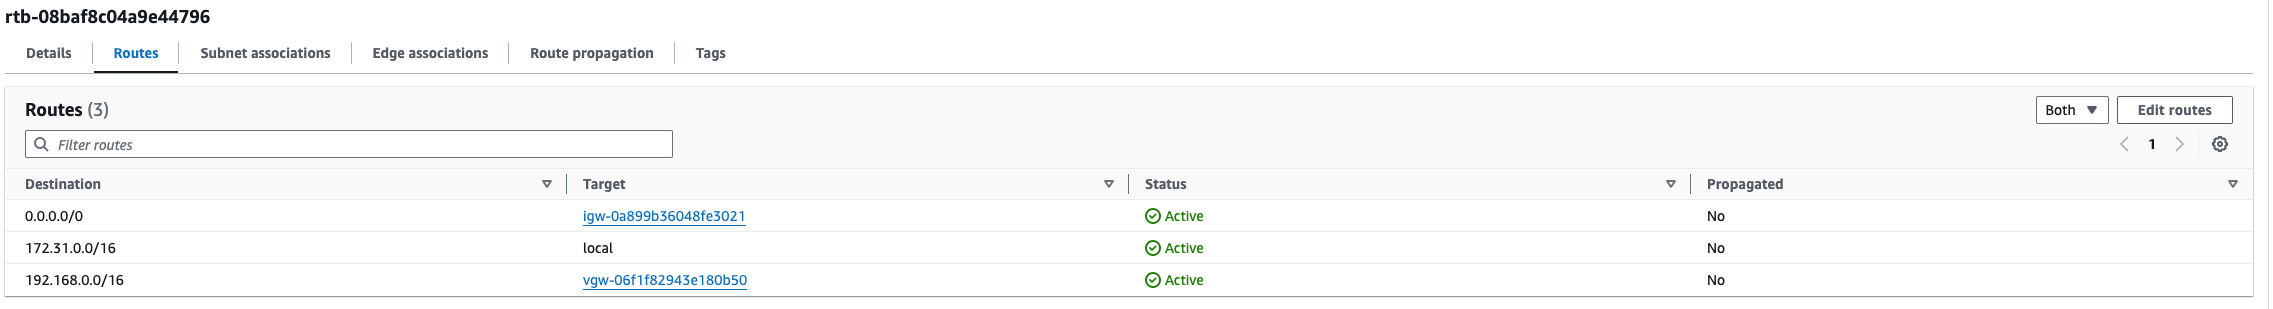 rtb-08baf8c04a9e44796
Details Routes Subnet associations Edge associations Route propagation Tags
Routes (3)
Both Edit routes
Filter routes
1
Destination Target Status Propagated
0.0.0.0/0 igw-0a899b36048fe3021 Active No
172.31.0.0/16 local Active No
192.168.0.0/16 vgw-06f1f82943e180b50 Active No